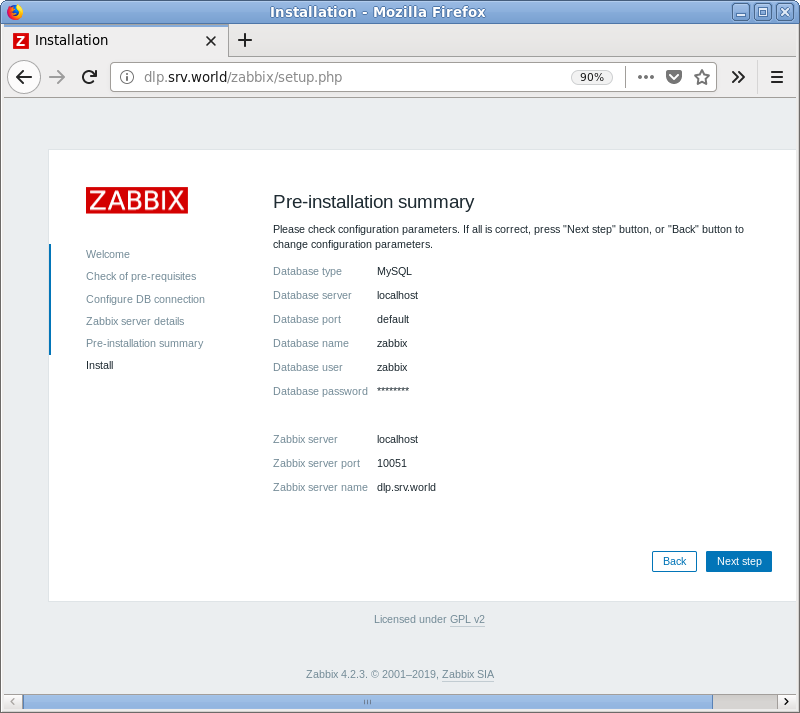 Installation - Mozilla Firefox
Z Installation
dlp.srv.world/zabbix/setup.php 90%
ZABBIX
Welcome
Check of pre-requisites
Configure DB connection
Zabbix server details
Pre-installation summary
Install
Pre-installation summary
Please check configuration parameters. If all is correct, press "Next step" button, or "Back" button to
change configuration parameters.
Database type MySQL
Database server localhost
Database port default
Database name zabbix
Database user zabbix
Database password ********
Zabbix server localhost
Zabbix server port 10051
Zabbix server name dlp.srv.world
Back Next step
Licensed under GPL v2
Zabbix 4.2.3. © 2001–2019, Zabbix SIA